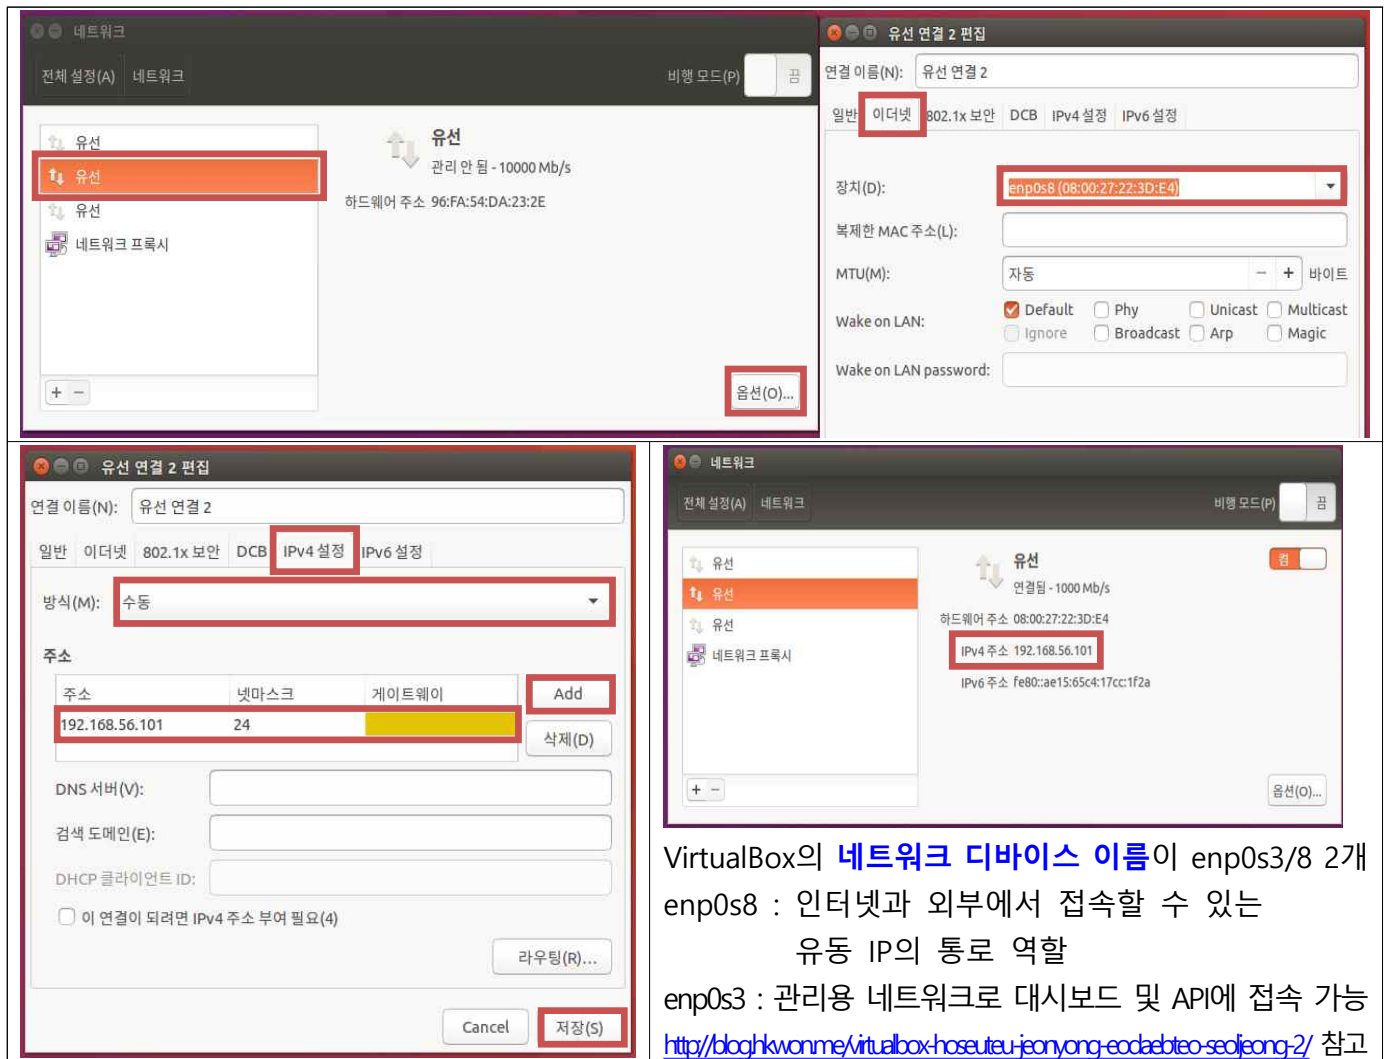 네트워크
전체 설정(A) 네트워크 비행 모드(P) 끔
유선
유선
유선
네트워크 프록시
유선
관리 안 됨 - 10000 Mb/s
하드웨어 주소 96:FA:54:DA:23:2E
옵션(O)...
유선 연결 2 편집
연결 이름(N): 유선 연결 2
일반 이더넷 802.1x 보안 DCB IPv4 설정 IPv6 설정
장치(D): enp0s8 (08:00:27:22:3D:E4)
복제한 MAC 주소(L):
MTU(M): 자동 − + 바이트
Wake on LAN: Default Phy Unicast Multicast
Ignore Broadcast Arp Magic
Wake on LAN password:
유선 연결 2 편집
연결 이름(N): 유선 연결 2
일반 이더넷 802.1x 보안 DCB IPv4 설정 IPv6 설정
방식(M): 수동
주소
주소 넷마스크 게이트웨이 Add
192.168.56.101 24
삭제(D)
DNS 서버(V):
검색 도메인(E):
DHCP 클라이언트 ID:
이 연결이 되려면 IPv4 주소 부여 필요(4)
라우팅(R)...
Cancel 저장(S)
네트워크
전체 설정(A) 네트워크 비행 모드(P) 끔
유선
유선
유선
네트워크 프록시
유선 켬
연결됨 - 1000 Mb/s
하드웨어 주소 08:00:27:22:3D:E4
IPv4 주소 192.168.56.101
IPv6 주소 fe80::ae15:65c4:17cc:1f2a
옵션(O)...
VirtualBox의 네트워크 디바이스 이름이 enp0s3/8 2개
enp0s8 : 인터넷과 외부에서 접속할 수 있는
유동 IP의 통로 역할
enp0s3 : 관리용 네트워크로 대시보드 및 API에 접속 가능
http://blog.hkwon.me/virtualbox-hoseuteu-jeonyong-eodaebteo-seoljeong-2/ 참고